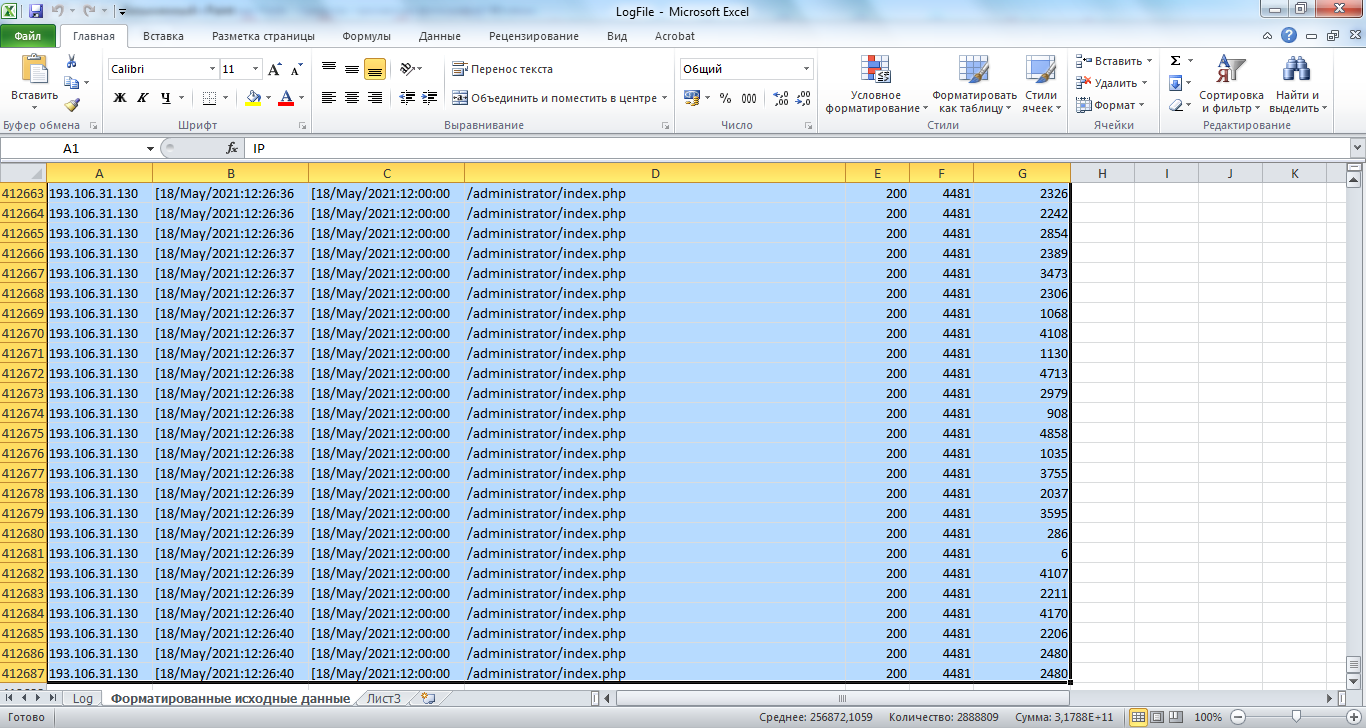 LogFile - Microsoft Excel
Файл Главная Вставка Разметка страницы Формулы Данные Рецензирование Вид Acrobat
Вставить
Буфер обмена
Calibri 11
Ж К Ч
Шрифт
Перенос текста
Объединить и поместить в центре
Выравнивание
Общий
% 000
Число
Условное форматирование
Форматировать как таблицу
Стили ячеек
Стили
Вставить
Удалить
Формат
Ячейки
Сортировка и фильтр
Найти и выделить
Редактирование
A1 fx IP
A B C D E F G H I J K
412663 193.106.31.130 [18/May/2021:12:26:36 [18/May/2021:12:00:00 /administrator/index.php 200 4481 2326
412664 193.106.31.130 [18/May/2021:12:26:36 [18/May/2021:12:00:00 /administrator/index.php 200 4481 2242
412665 193.106.31.130 [18/May/2021:12:26:36 [18/May/2021:12:00:00 /administrator/index.php 200 4481 2854
412666 193.106.31.130 [18/May/2021:12:26:37 [18/May/2021:12:00:00 /administrator/index.php 200 4481 2389
412667 193.106.31.130 [18/May/2021:12:26:37 [18/May/2021:12:00:00 /administrator/index.php 200 4481 3473
412668 193.106.31.130 [18/May/2021:12:26:37 [18/May/2021:12:00:00 /administrator/index.php 200 4481 2306
412669 193.106.31.130 [18/May/2021:12:26:37 [18/May/2021:12:00:00 /administrator/index.php 200 4481 1068
412670 193.106.31.130 [18/May/2021:12:26:37 [18/May/2021:12:00:00 /administrator/index.php 200 4481 4108
412671 193.106.31.130 [18/May/2021:12:26:37 [18/May/2021:12:00:00 /administrator/index.php 200 4481 1130
412672 193.106.31.130 [18/May/2021:12:26:38 [18/May/2021:12:00:00 /administrator/index.php 200 4481 4713
412673 193.106.31.130 [18/May/2021:12:26:38 [18/May/2021:12:00:00 /administrator/index.php 200 4481 2979
412674 193.106.31.130 [18/May/2021:12:26:38 [18/May/2021:12:00:00 /administrator/index.php 200 4481 908
412675 193.106.31.130 [18/May/2021:12:26:38 [18/May/2021:12:00:00 /administrator/index.php 200 4481 4858
412676 193.106.31.130 [18/May/2021:12:26:38 [18/May/2021:12:00:00 /administrator/index.php 200 4481 1035
412677 193.106.31.130 [18/May/2021:12:26:38 [18/May/2021:12:00:00 /administrator/index.php 200 4481 3755
412678 193.106.31.130 [18/May/2021:12:26:39 [18/May/2021:12:00:00 /administrator/index.php 200 4481 2037
412679 193.106.31.130 [18/May/2021:12:26:39 [18/May/2021:12:00:00 /administrator/index.php 200 4481 3595
412680 193.106.31.130 [18/May/2021:12:26:39 [18/May/2021:12:00:00 /administrator/index.php 200 4481 286
412681 193.106.31.130 [18/May/2021:12:26:39 [18/May/2021:12:00:00 /administrator/index.php 200 4481 6
412682 193.106.31.130 [18/May/2021:12:26:39 [18/May/2021:12:00:00 /administrator/index.php 200 4481 4107
412683 193.106.31.130 [18/May/2021:12:26:39 [18/May/2021:12:00:00 /administrator/index.php 200 4481 2211
412684 193.106.31.130 [18/May/2021:12:26:40 [18/May/2021:12:00:00 /administrator/index.php 200 4481 4170
412685 193.106.31.130 [18/May/2021:12:26:40 [18/May/2021:12:00:00 /administrator/index.php 200 4481 2206
412686 193.106.31.130 [18/May/2021:12:26:40 [18/May/2021:12:00:00 /administrator/index.php 200 4481 2480
412687 193.106.31.130 [18/May/2021:12:26:40 [18/May/2021:12:00:00 /administrator/index.php 200 4481 2480
Log Форматированные исходные данные Лист3
Готово Среднее: 256872,1059 Количество: 2888809 Сумма: 3,1788E+11 100%